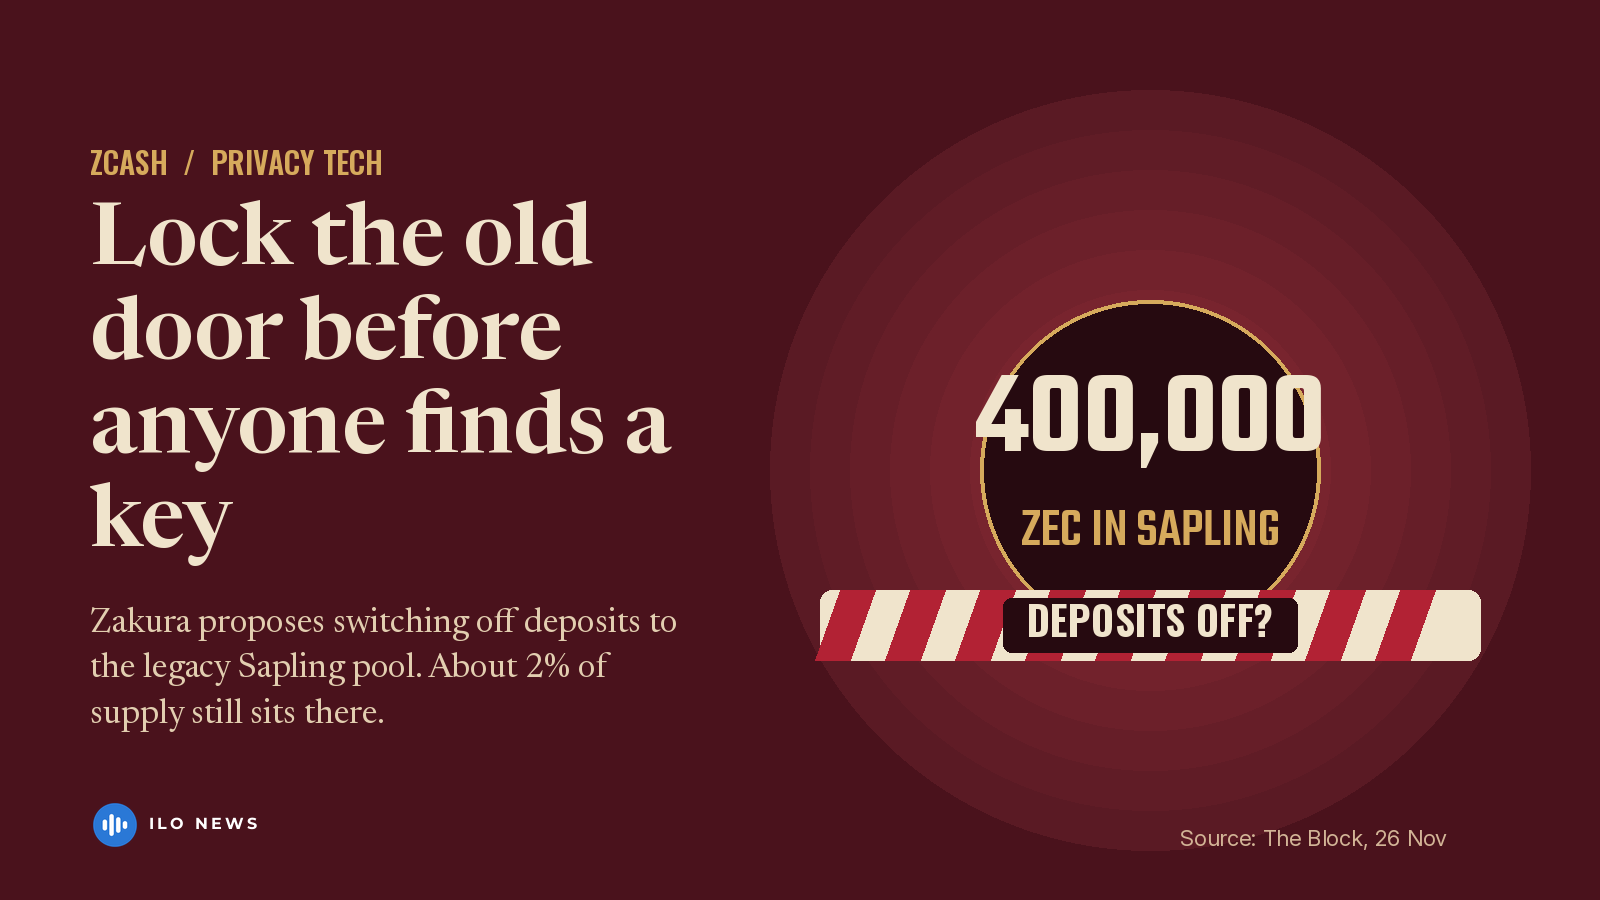 ZCASH / PRIVACY TECH
Lock the old
door before
anyone finds a
key
Zakura proposes switching off deposits to
the legacy Sapling pool. About 2% of
supply still sits there.
ILO NEWS
400,000
ZEC IN SAPLING
DEPOSITS OFF?
Source: The Block, 26 Nov